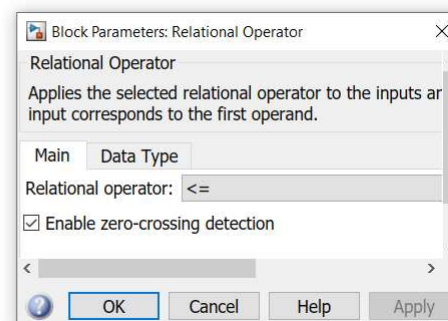 Block Parameters: Relational Operator
Relational Operator
Applies the selected relational operator to the inputs
input corresponds to the first operand.
Main Data Type
Relational operator: <=
Enable zero-crossing detection
OK Cancel Help Apply